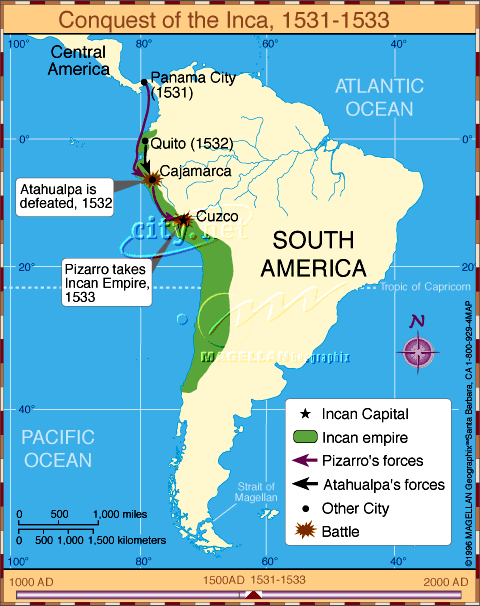 Conquest of the Inca, 1531-1533
100°
80°
60°
40°
Central
America
Panama City
(1531)
ATLANTIC
OCEAN
0°
0°
Quito (1532)
Cajamarca
Atahualpa is
defeated, 1532
Cuzco
city.net
SOUTH
AMERICA
Pizarro takes
Incan Empire,
1533
20°
20°
Tropic of Capricorn
N
MAGELLAN Geographix
40°
PACIFIC
OCEAN
Incan Capital
Incan empire
Pizarro's forces
Atahualpa's forces
Other City
Battle
Strait of
Magellan
0 500 1,000 miles
0 500 1,000 1,500 kilometers
80°
60°
40°
©1996 MAGELLAN Geographix℠Santa Barbara, CA 1-800-929-4MAP
1000 AD
1500AD 1531-1533
2000 AD